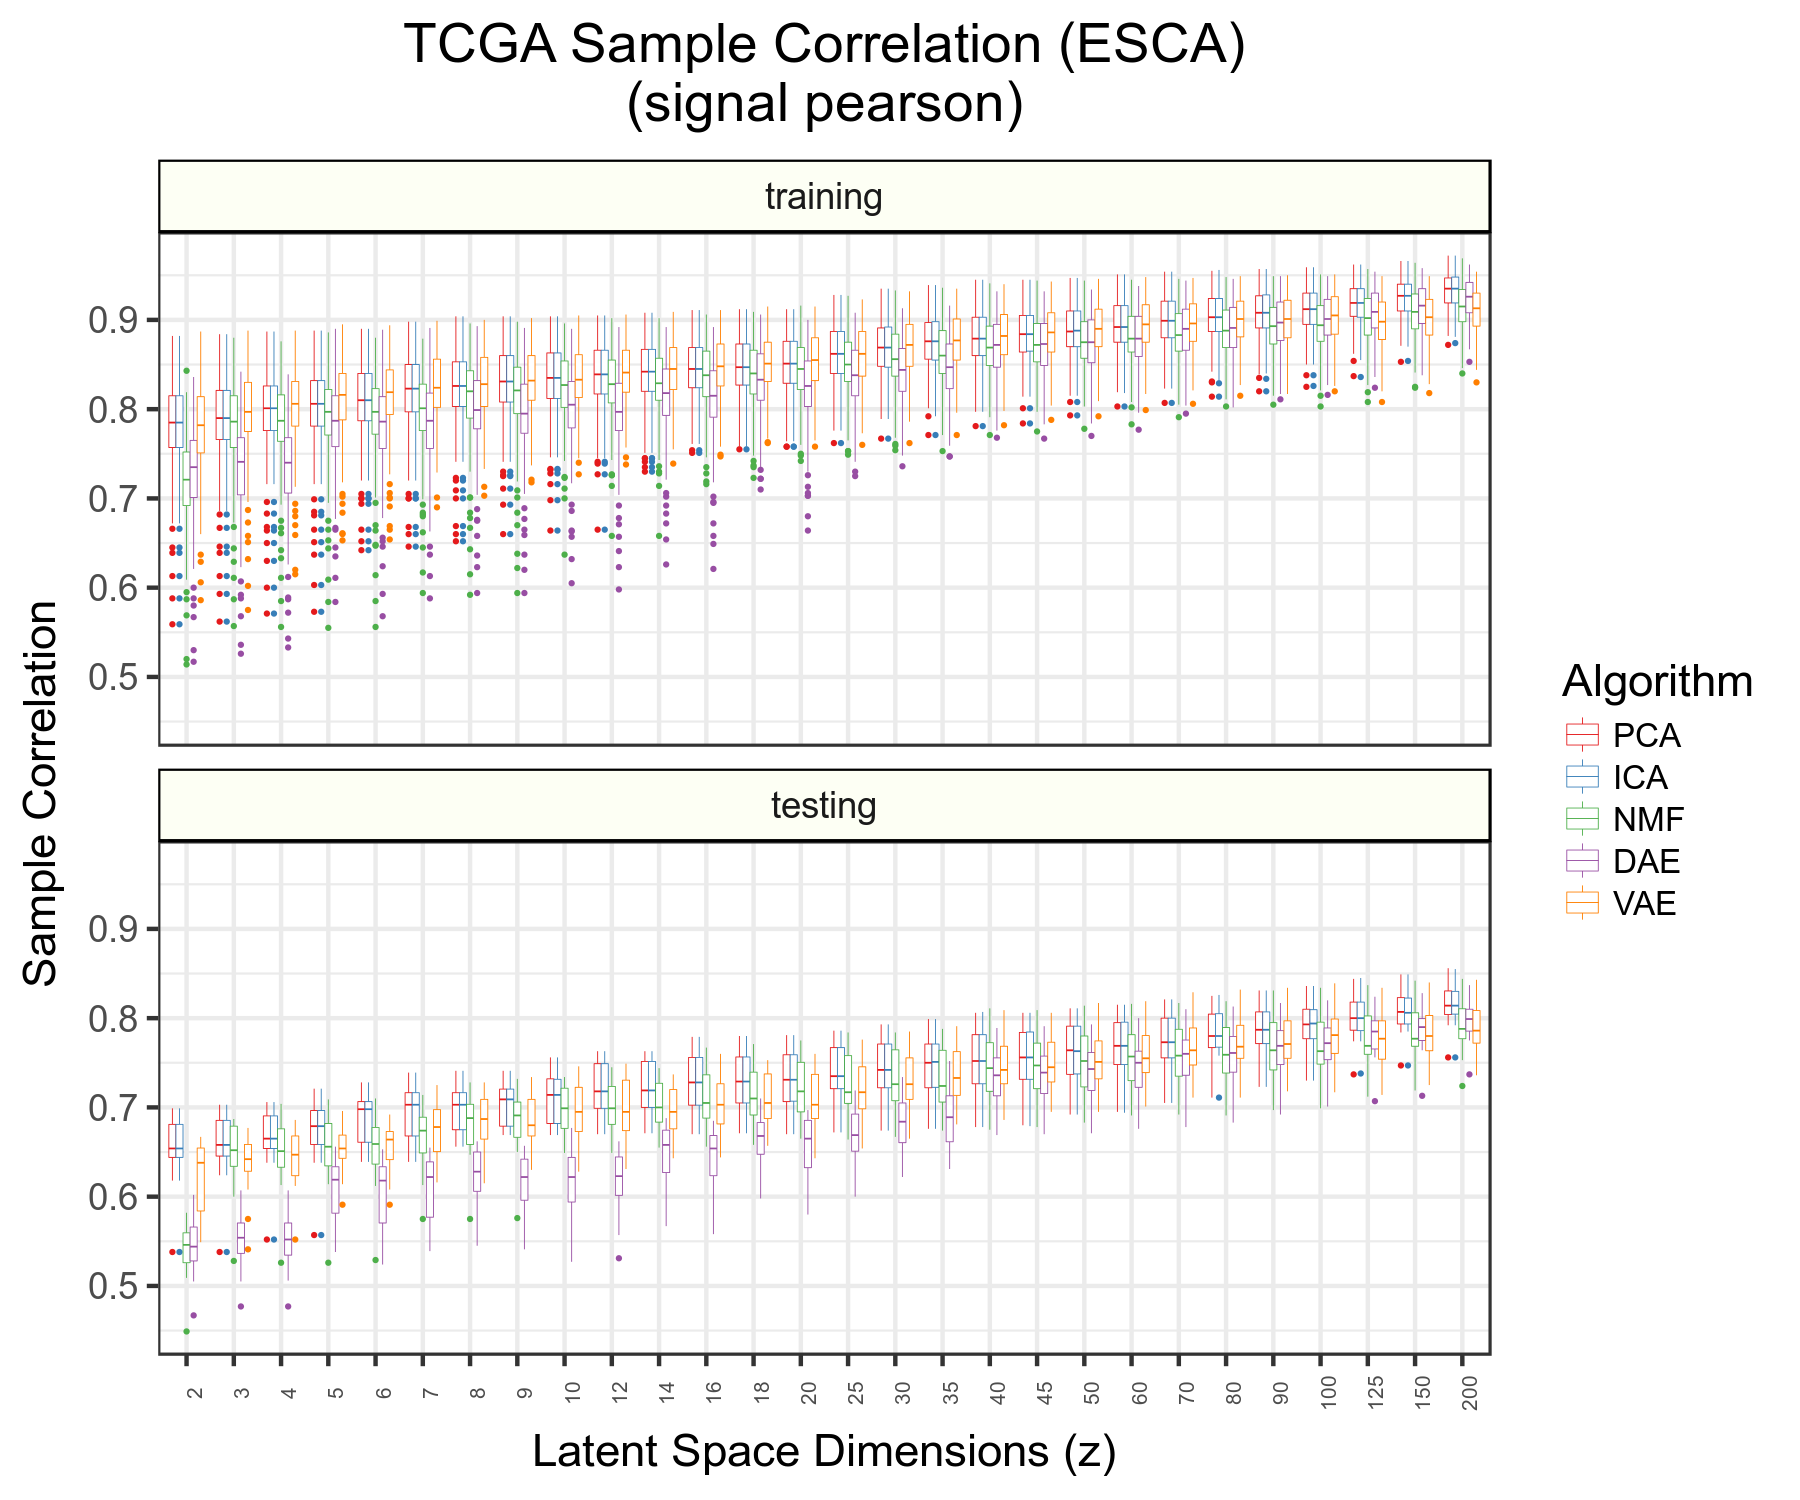 TCGA Sample Correlation (ESCA)
(signal pearson)
training
0.9
0.8
0.7
0.6
0.5
testing
0.9
0.8
0.7
0.6
0.5
Sample Correlation
2 3 4 5 6 7 8 9 10 12 14 16 18 20 25 30 35 40 45 50 60 70 80 90 100 125 150 200
Latent Space Dimensions (z)
Algorithm
PCA
ICA
NMF
DAE
VAE